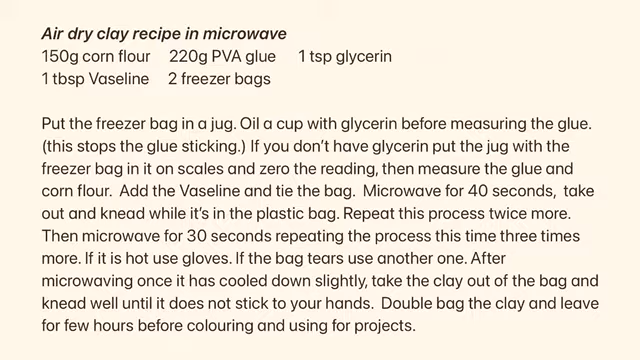 Air dry clay recipe in microwave
150g corn flour 220g PVA glue 1 tsp glycerin
1 tbsp Vaseline 2 freezer bags
Put the freezer bag in a jug. Oil a cup with glycerin before measuring the glue.
(this stops the glue sticking.) If you don’t have glycerin put the jug with the
freezer bag in it on scales and zero the reading, then measure the glue and
corn flour. Add the Vaseline and tie the bag. Microwave for 40 seconds, take
out and knead while it’s in the plastic bag. Repeat this process twice more.
Then microwave for 30 seconds repeating the process this time three times
more. If it is hot use gloves. If the bag tears use another one. After
microwaving once it has cooled down slightly, take the clay out of the bag and
knead well until it does not stick to your hands. Double bag the clay and leave
for few hours before colouring and using for projects.